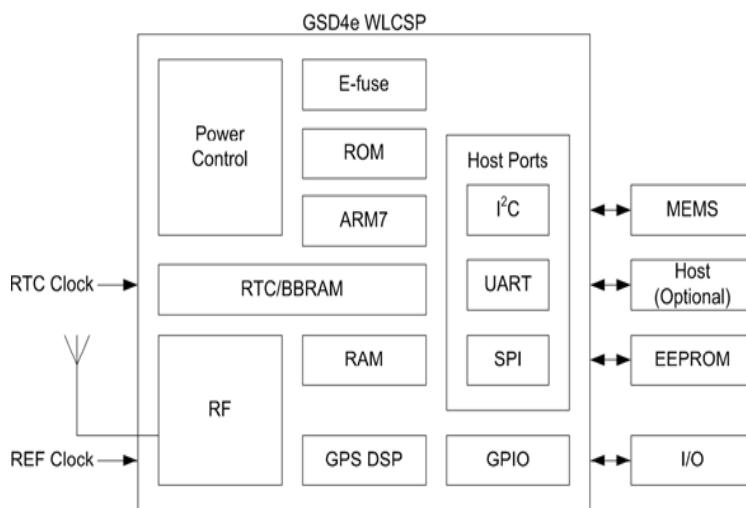 GSD4e WLCSP
Power
Control
E-fuse
ROM
ARM7
Host Ports
I²C
UART
SPI
RTC/BBRAM
RF
RAM
GPS DSP
GPIO
RTC Clock
REF Clock
MEMS
Host
(Optional)
EEPROM
I/O